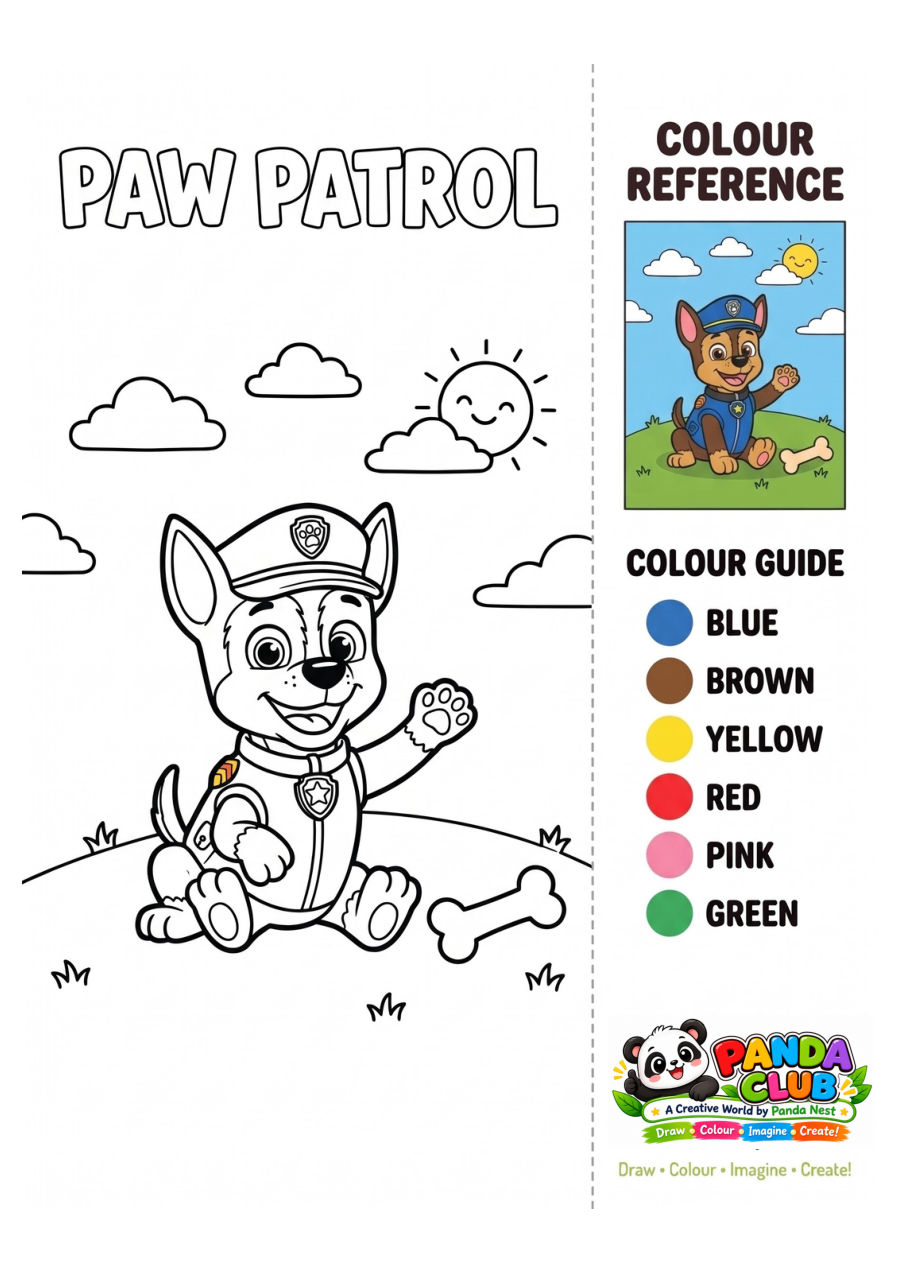 PAW PATROL
COLOUR
REFERENCE
COLOUR GUIDE
BLUE
BROWN
YELLOW
RED
PINK
GREEN
PANDA
CLUB
A Creative World by Panda Nest
Draw • Colour • Imagine • Create!
Draw • Colour • Imagine • Create!